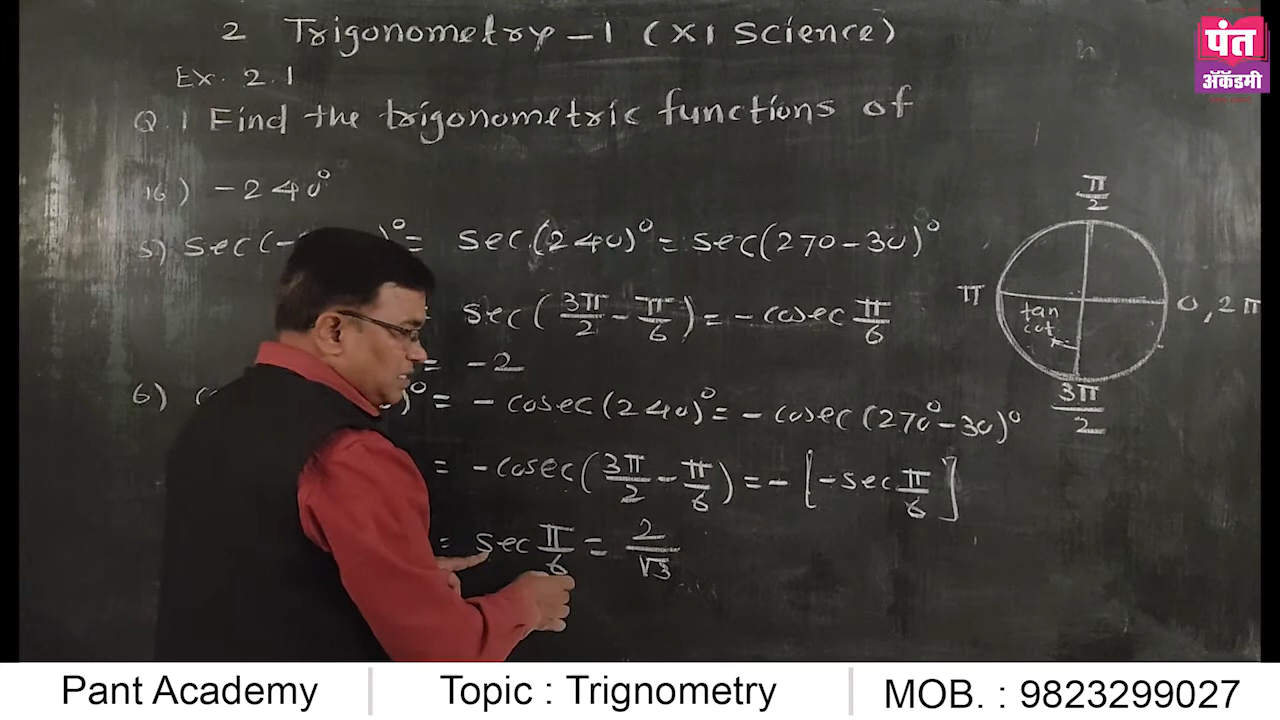 2 Trigonometry-1 (XI Science)
Ex. 2.1
Q.1 Find the trigonometric functions of
16) -240°
5) sec(- )° = sec(240)° = sec(270-30)°
sec(3π/2 - π/6) = -cosec π/6
= -2
6) )° = -cosec(240)° = -cosec(270°-30)°
= -cosec(3π/2 - π/6) = -[-sec π/6]
= sec π/6 = 2/√3
π/2
π
0, 2π
tan
cot
3π/2
पंत
अ‍ॅकॅडमी
Pant Academy
Topic : Trignometry
MOB. : 9823299027